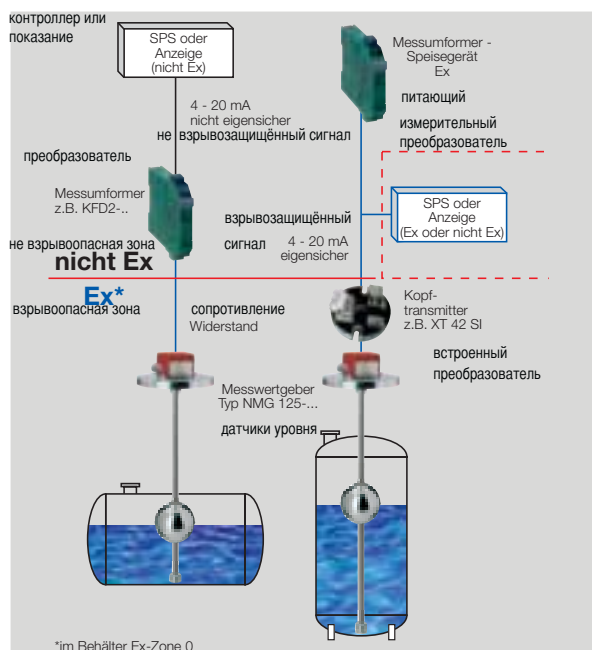 контроллер или
показание
SPS oder
Anzeige
(nicht Ex)
Messumformer -
Speisegerät
Ex
питающий
измерительный
преобразователь
4 - 20 mA
nicht eigensicher
не взрывозащищённый сигнал
преобразователь
Messumformer
z.B. KFD2-..
SPS oder
Anzeige
(Ex oder nicht Ex)
взрывозащищённый
сигнал
4 - 20 mA
eigensicher
не взрывоопасная зона
nicht Ex
Ex*
взрывоопасная зона
сопротивление
Widerstand
Kopf-
transmitter
z.B. XT 42 SI
встроенный
преобразователь
Messwertgeber
Typ NMG 125-...
датчики уровня
*im Behälter Ex-Zone 0